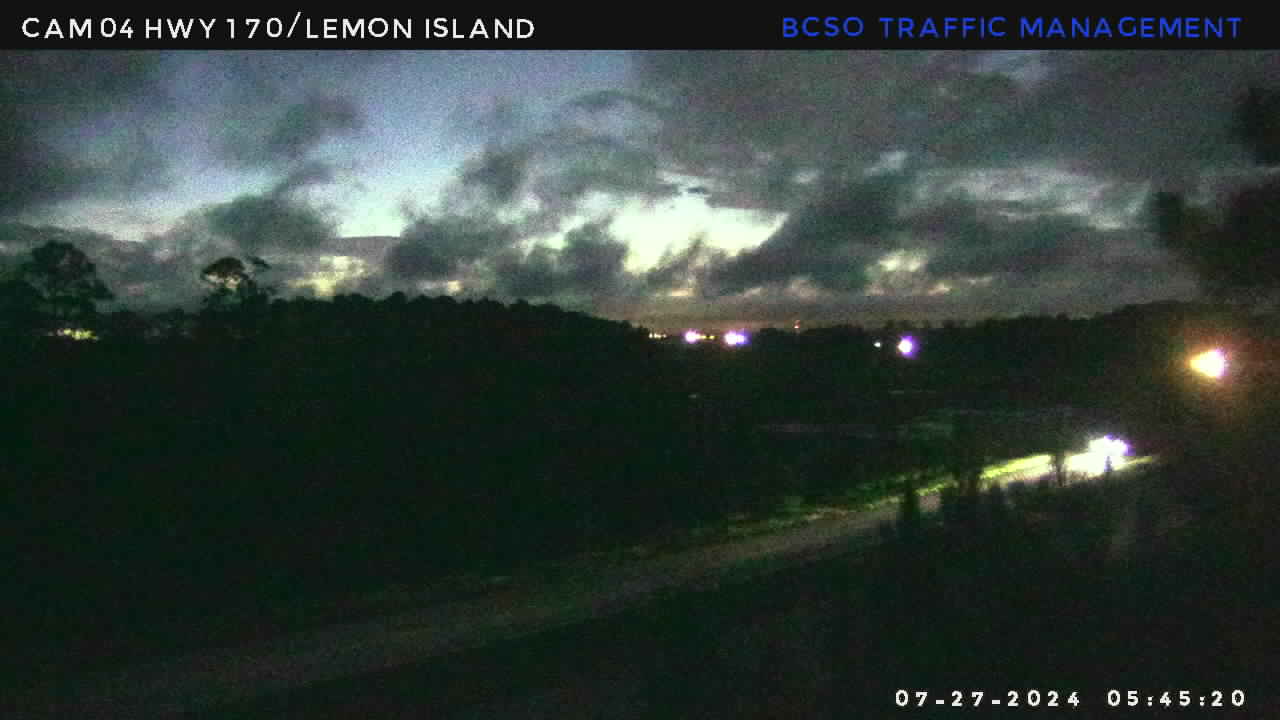 CAM04 HWY 170/LEMON ISLAND
BCSO TRAFFIC MANAGEMENT
07-27-2024 05:45:20